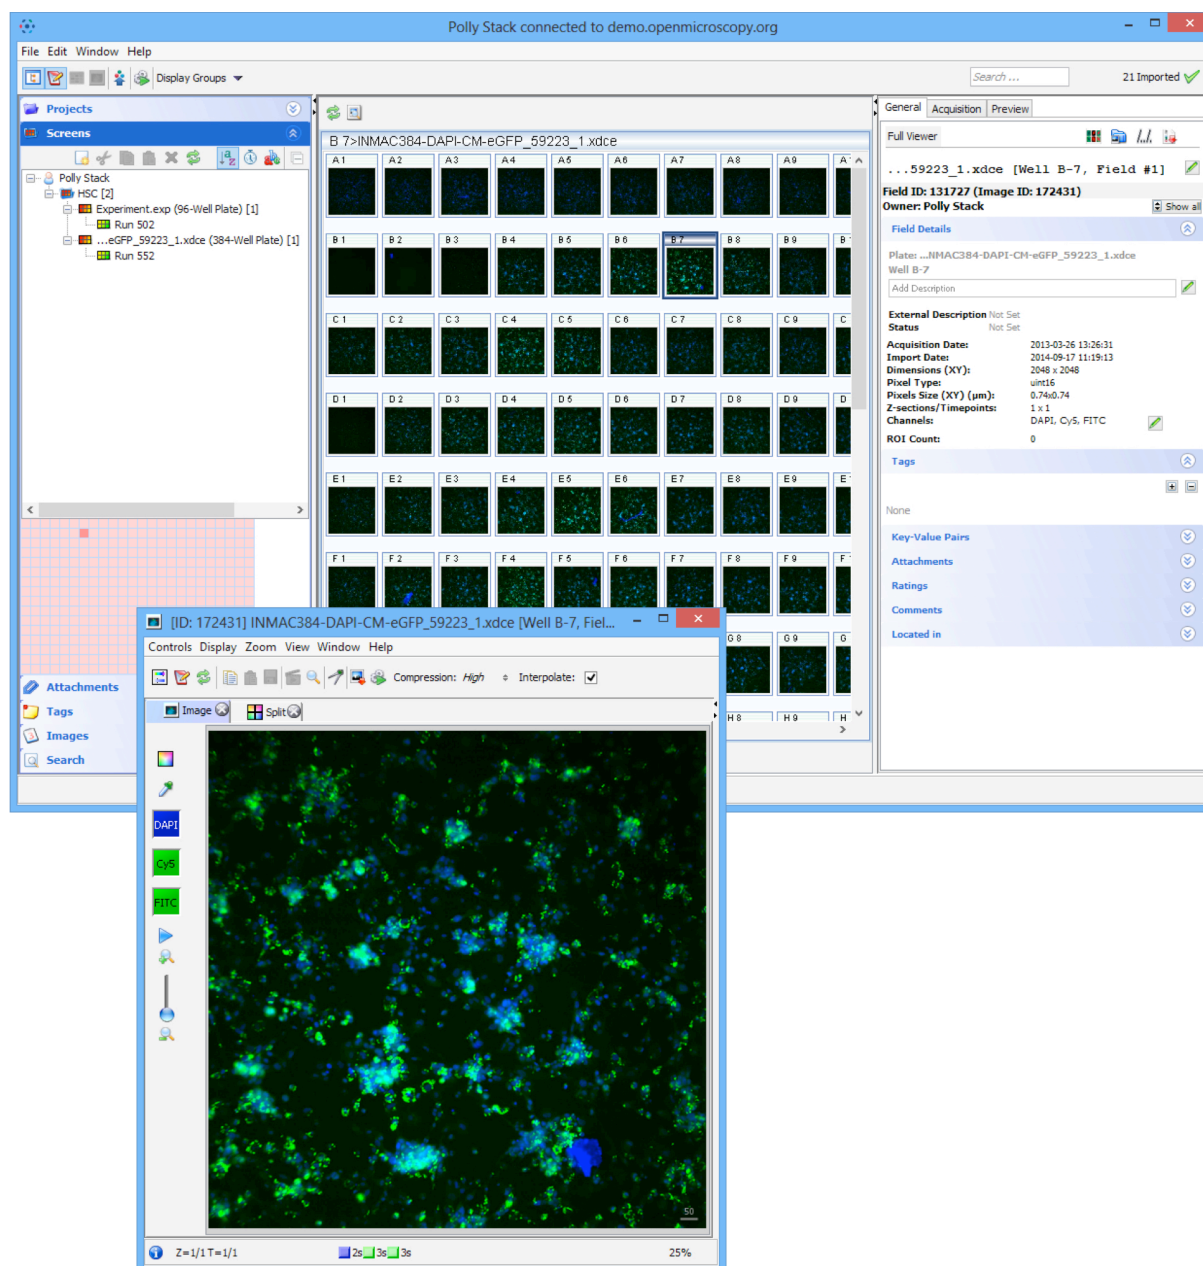 Polly Stack connected to demo.openmicroscopy.org
File Edit Window Help
Display Groups
Search ...
21 Imported
Projects
Screens
Polly Stack
HSC [2]
Experiment.exp (96-Well Plate) [1]
Run 502
...eGFP_59223_1.xdce (384-Well Plate) [1]
Run 552
Attachments
Tags
Images
Search
B 7>INMAC384-DAPI-CM-eGFP_59223_1.xdce
A 1 A 2 A 3 A 4 A 5 A 6 A 7 A 8 A 9 A
B 1 B 2 B 3 B 4 B 5 B 6 B 7 B 8 B 9 B
C 1 C 2 C 3 C 4 C 5 C 6 C 7 C 8 C 9 C
D 1 D 2 D 3 D 4 D 5 D 6 D 7 D 8 D 9 D
E 1 E 2 E 3 E 4 E 5 E 6 E 7 E 8 E 9 E
F 1 F 2 F 3 F 4 F 5 F 6 F 7 F 8 F 9 F
G 8 G 9 G
H 8 H 9 H
General Acquisition Preview
Full Viewer
...59223_1.xdce [Well B-7, Field #1]
Field ID: 131727 (Image ID: 172431)
Owner: Polly Stack
Show all
Field Details
Plate: ...NMAC384-DAPI-CM-eGFP_59223_1.xdce
Well B-7
Add Description
External Description Not Set
Status Not Set
Acquisition Date: 2013-03-26 13:26:31
Import Date: 2014-09-17 11:19:13
Dimensions (XY): 2048 x 2048
Pixel Type: uint16
Pixels Size (XY) (µm): 0.74x0.74
Z-sections/Timepoints: 1 x 1
Channels: DAPI, Cy5, FITC
ROI Count: 0
Tags
None
Key-Value Pairs
Attachments
Ratings
Comments
Located in
[ID: 172431] INMAC384-DAPI-CM-eGFP_59223_1.xdce [Well B-7, Fiel...
Controls Display Zoom View Window Help
Compression: High Interpolate:
Image Split
DAPI
Cy5
FITC
50
Z=1/1 T=1/1
2s 3s 3s
25%